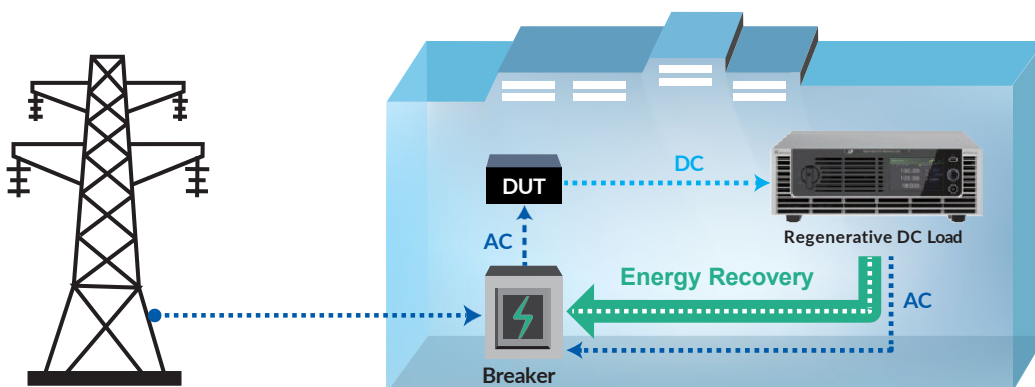 DUT
DC
AC
Regenerative DC Load
Energy Recovery
AC
Breaker